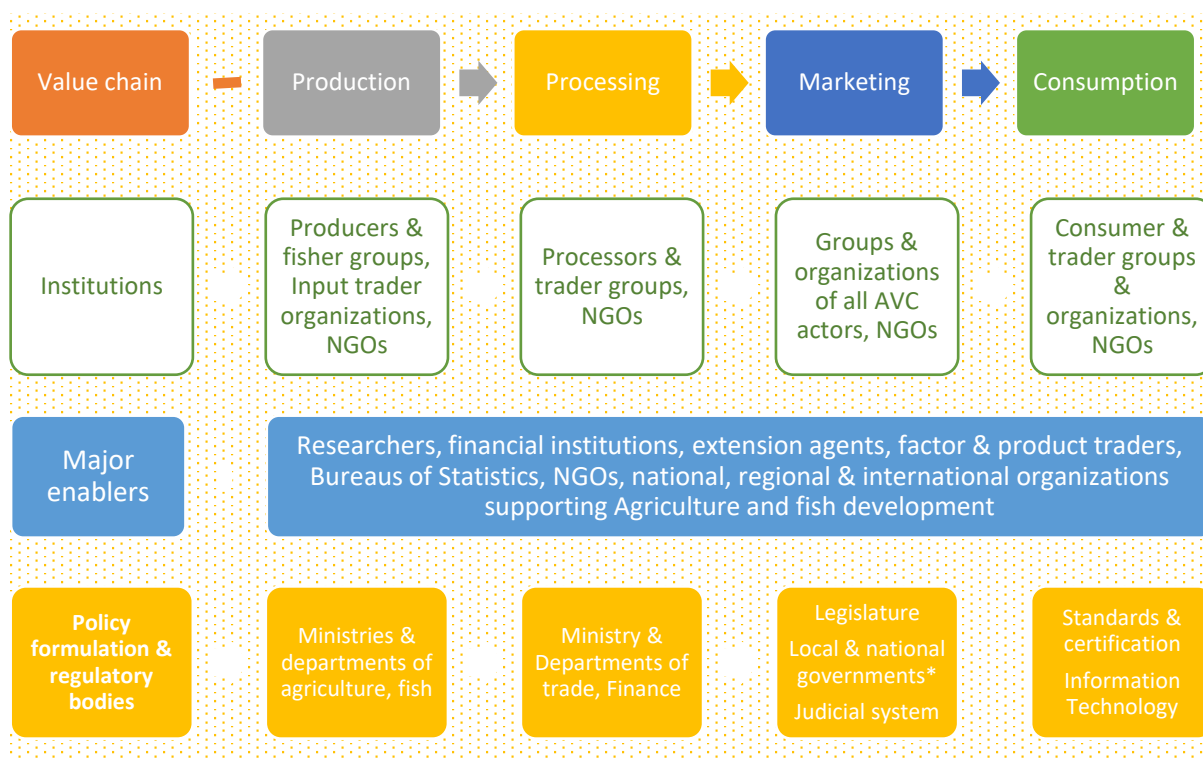 Value chain
Production
Processing
Marketing
Consumption
Institutions
Producers &
fisher groups,
Input trader
organizations,
NGOs
Processors &
trader groups,
NGOs
Groups &
organizations
of all AVC
actors, NGOs
Consumer &
trader groups
&
organizations,
NGOs
Major
enablers
Researchers, financial institutions, extension agents, factor & product traders,
Bureaus of Statistics, NGOs, national, regional & international organizations
supporting Agriculture and fish development
Policy
formulation &
regulatory
bodies
Ministries &
departments of
agriculture, fish
Ministry &
Departments of
trade, Finance
Legislature
Local & national
governments*
Judicial system
Standards &
certification
Information
Technology